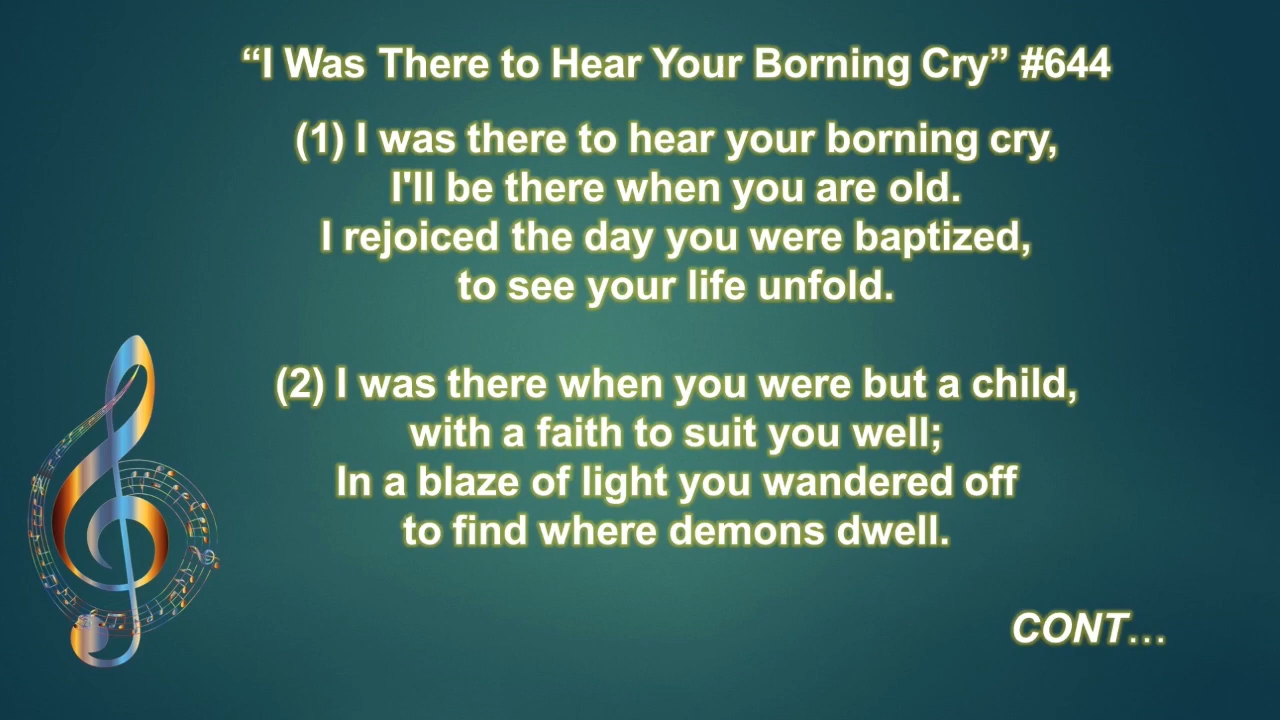 “I Was There to Hear Your Borning Cry” #644
(1) I was there to hear your borning cry,
I'll be there when you are old.
I rejoiced the day you were baptized,
to see your life unfold.
(2) I was there when you were but a child,
with a faith to suit you well;
In a blaze of light you wandered off
to find where demons dwell.
CONT…